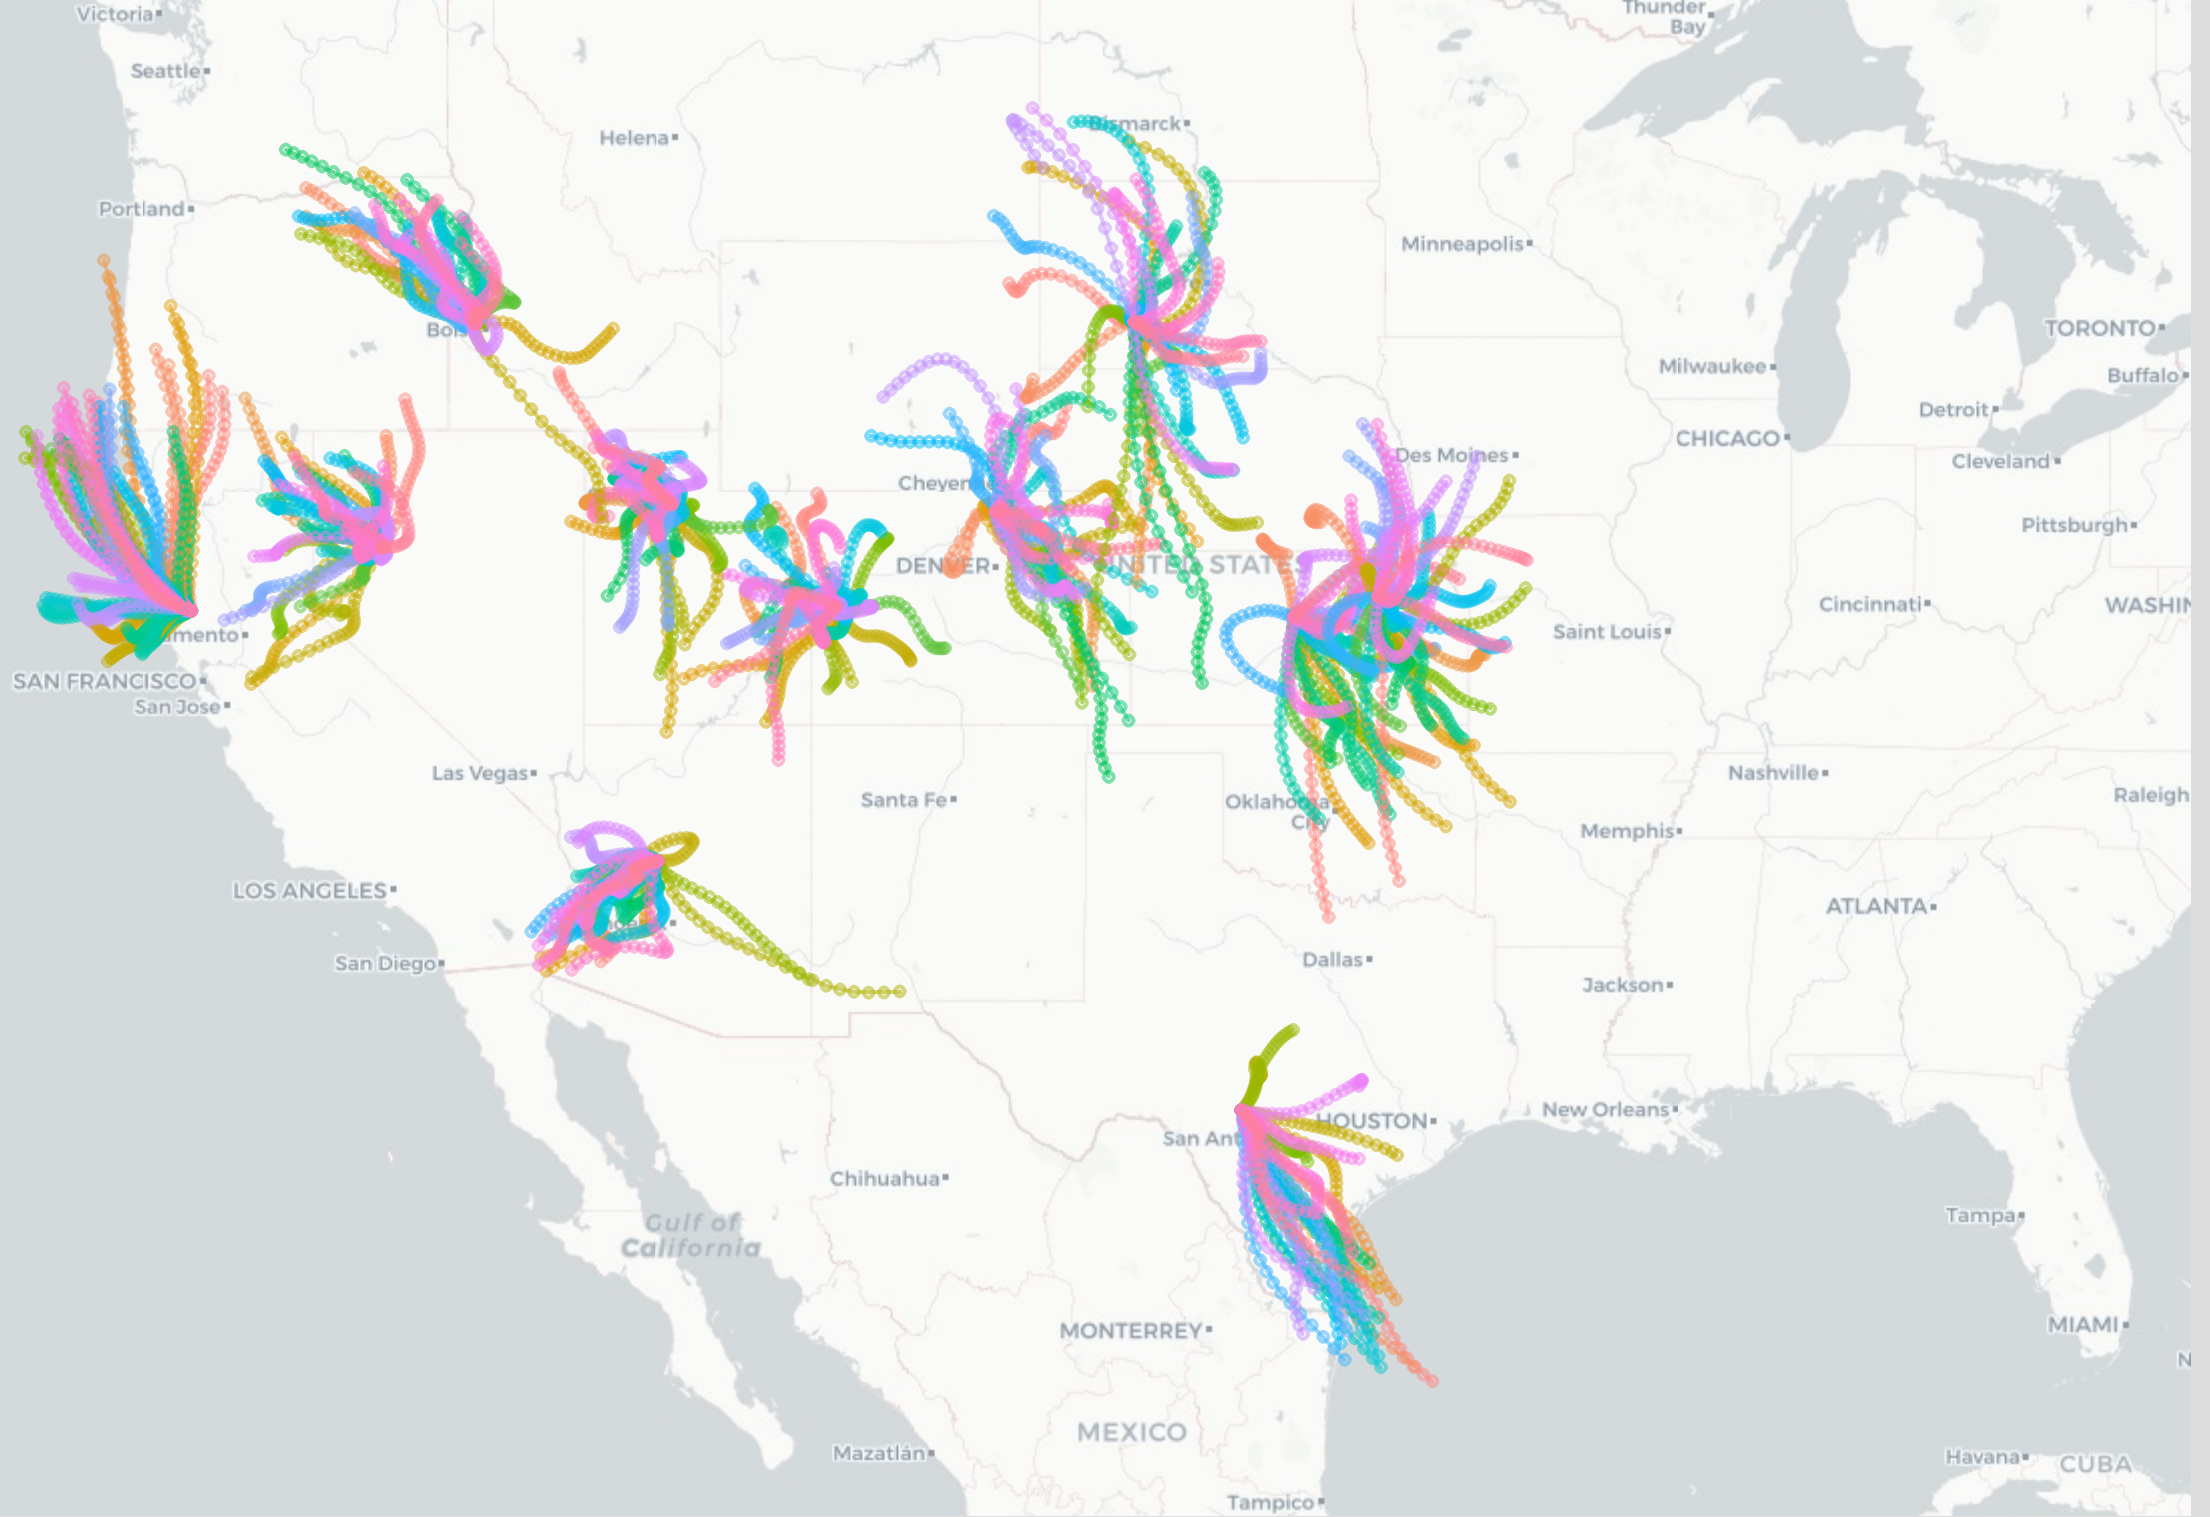 Victoria
Thunder
Bay
Seattle
Helena
Bismarck
Portland
Minneapolis
TORONTO
Milwaukee
Buffalo
Detroit
CHICAGO
Des Moines
Cleveland
Cheyen
Pittsburgh
DENVER
UNITED STATES
Cincinnati
WASHIN
Saint Louis
amento
SAN FRANCISCO
San Jose
Las Vegas
Nashville
Santa Fe
Raleigh
Oklahoma
City
Memphis
LOS ANGELES
ATLANTA
San Diego
Dallas
Jackson
New Orleans
HOUSTON
San Ant
Chihuahua
Gulf of
California
Tampa
MONTERREY
MIAMI
N
MEXICO
Mazatlán
Havana
CUBA
Tampico